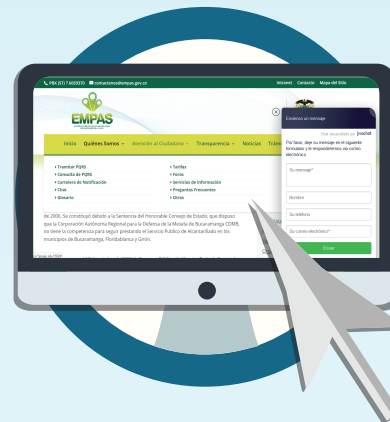 PBX (57) 7 6059370 contactenos@empas.gov.co Intranet Contacto Mapa del Sitio
EMPAS
Inicio Quiénes Somos Atención al Ciudadano Transparencia Noticias Trám
Tramitar PQRS
Consulta de PQRS
Cartelera de Notificación
Chat
Glosario
Tarifas
Foros
Servicios de Información
Preguntas Frecuentes
Otros
de 2006. Se constituyó debido a la Sentencia del Honorable Consejo de Estado, que dispuso
que la Corporación Autónoma Regional para la Defensa de la Meseta de Bucaramanga CDMB,
no tiene la competencia para seguir prestando el Servicio Publico de Alcantarillado en los
municipios de Bucaramanga, Floridablanca y Girón.
Envíenos un mensaje
Por favor, deje su mensaje en el siguiente
formulario y le responderemos vía correo
electrónico
Su mensaje*
Nombre
Su teléfono
Su correo electrónico*
Enviar